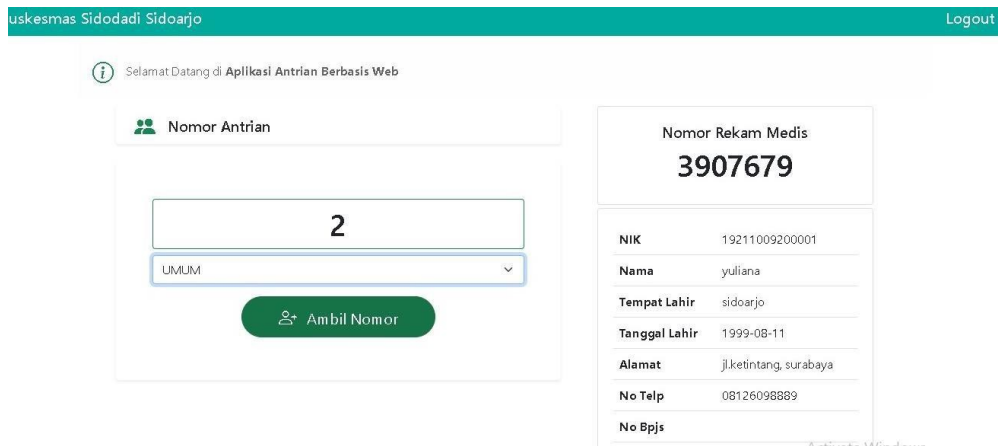 uskesmas Sidodadi Sidoarjo
Logout
Selamat Datang di Aplikasi Antrian Berbasis Web
Nomor Antrian
2
UMUM
Ambil Nomor
Nomor Rekam Medis
3907679
NIK 19211009200001
Nama yuliana
Tempat Lahir sidoarjo
Tanggal Lahir 1999-08-11
Alamat jl.ketintang, surabaya
No Telp 08126098889
No Bpjs